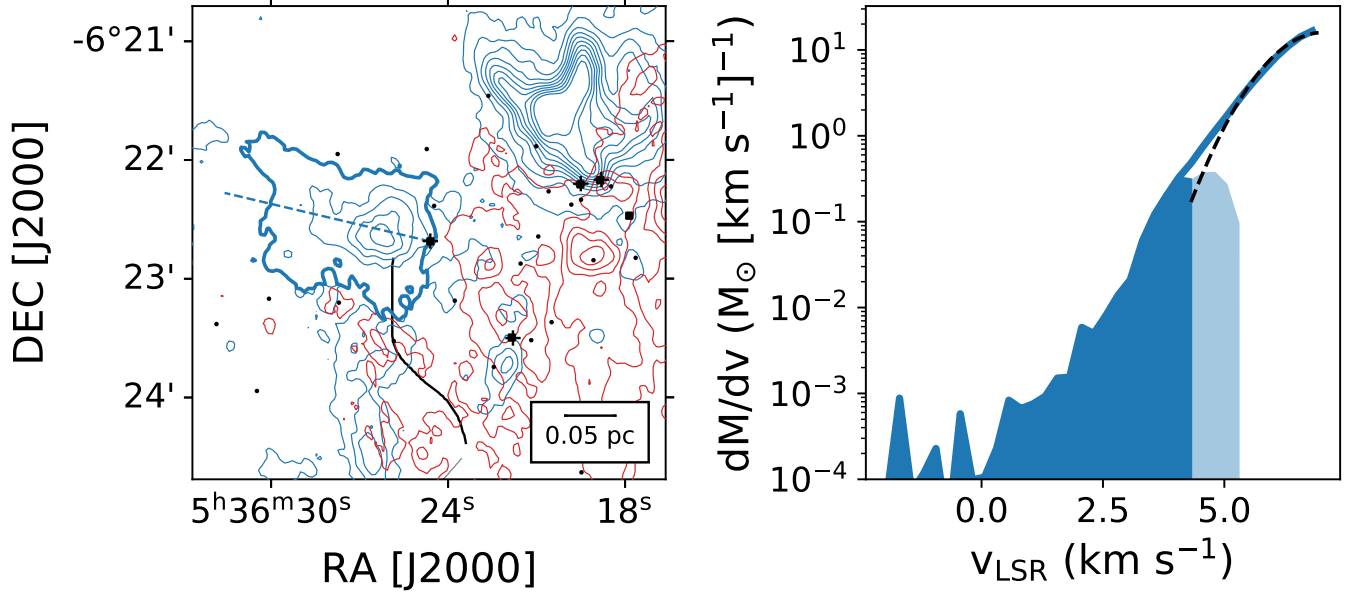 -6°21'
22'
23'
24'
DEC [J2000]
0.05 pc
5ʰ36ᵐ30ˢ 24ˢ 18ˢ
RA [J2000]
dM/dv (M⊙ [km s⁻¹]⁻¹)
10¹
10⁰
10⁻¹
10⁻²
10⁻³
10⁻⁴
0.0 2.5 5.0
v_LSR (km s⁻¹)